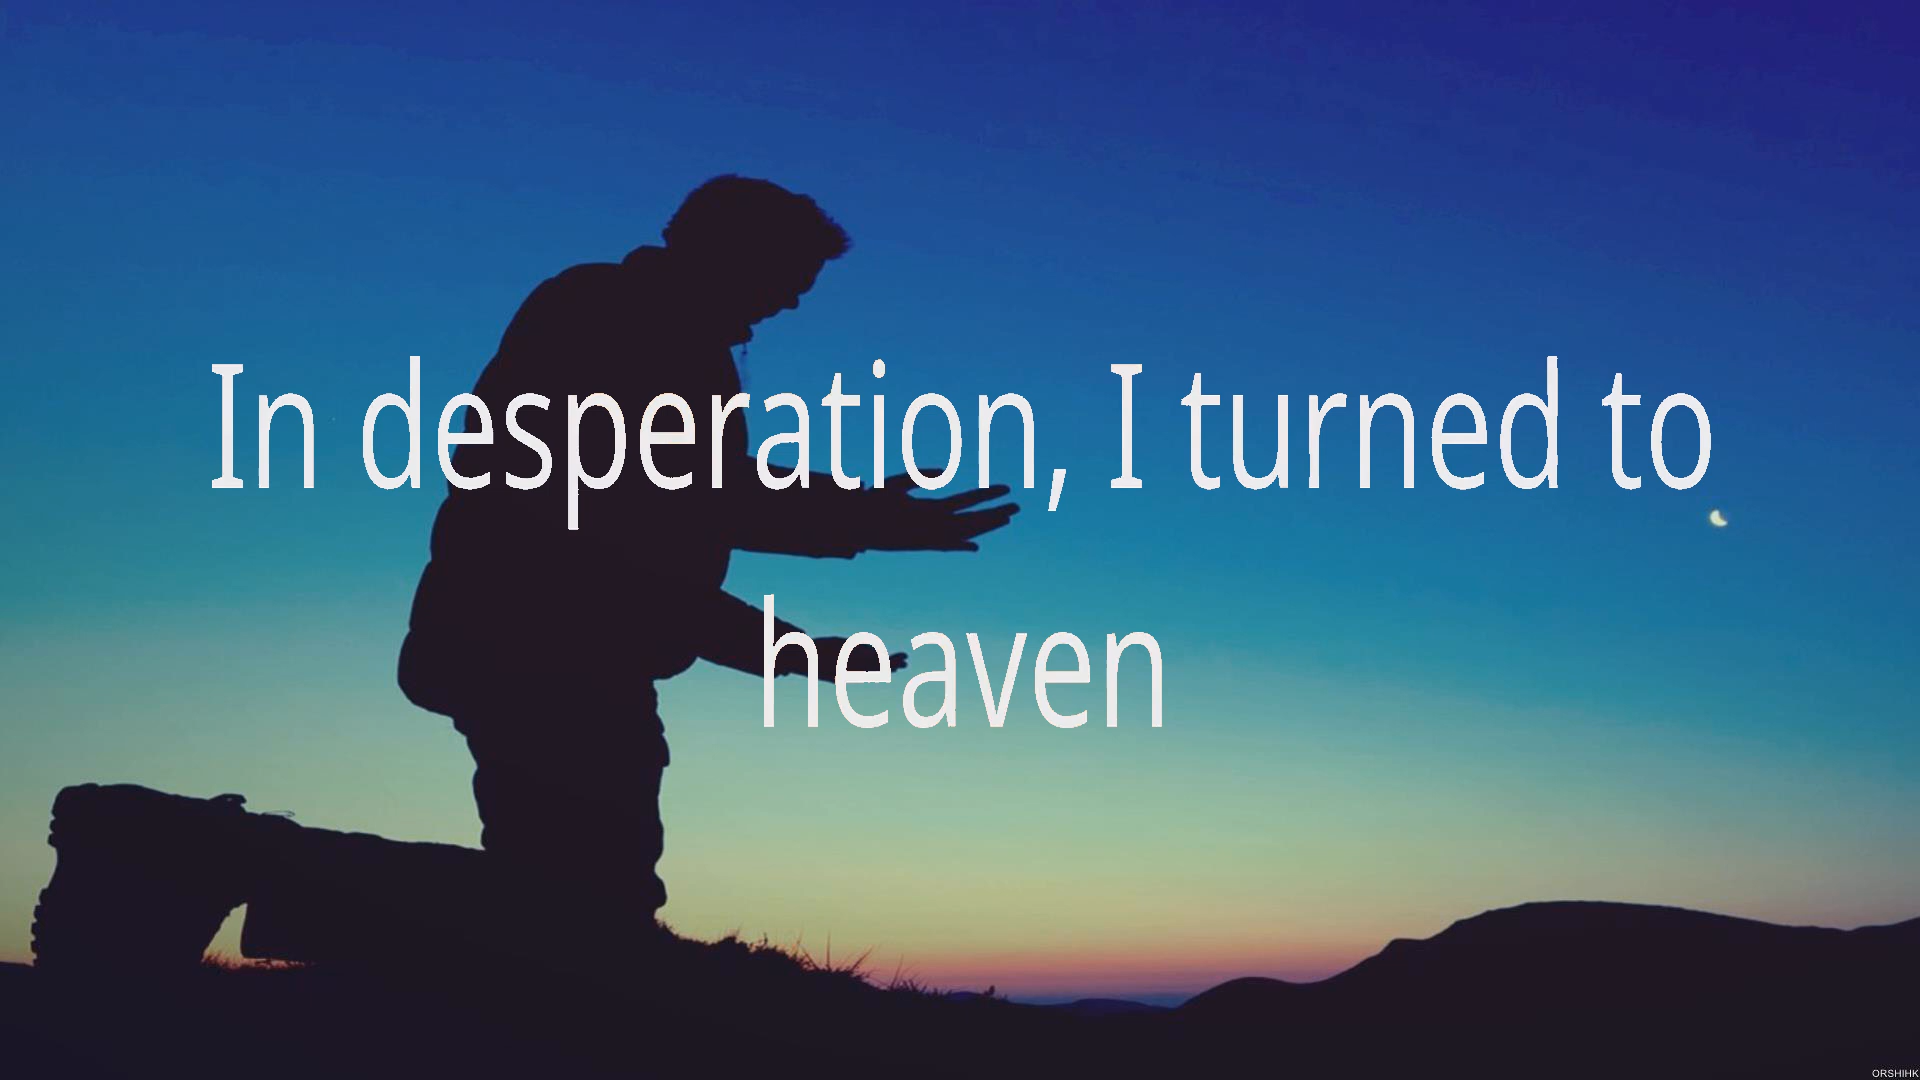 In desperation, I turned to
heaven
ORSHIHK